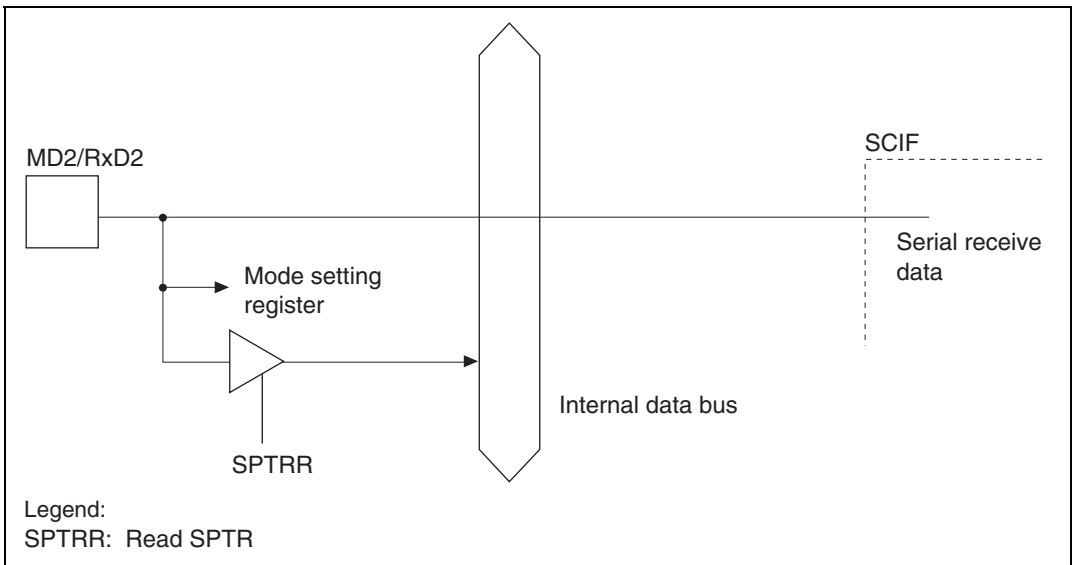 MD2/RxD2
SCIF
Serial receive
data
Mode setting
register
Internal data bus
SPTRR
Legend:
SPTRR: Read SPTR